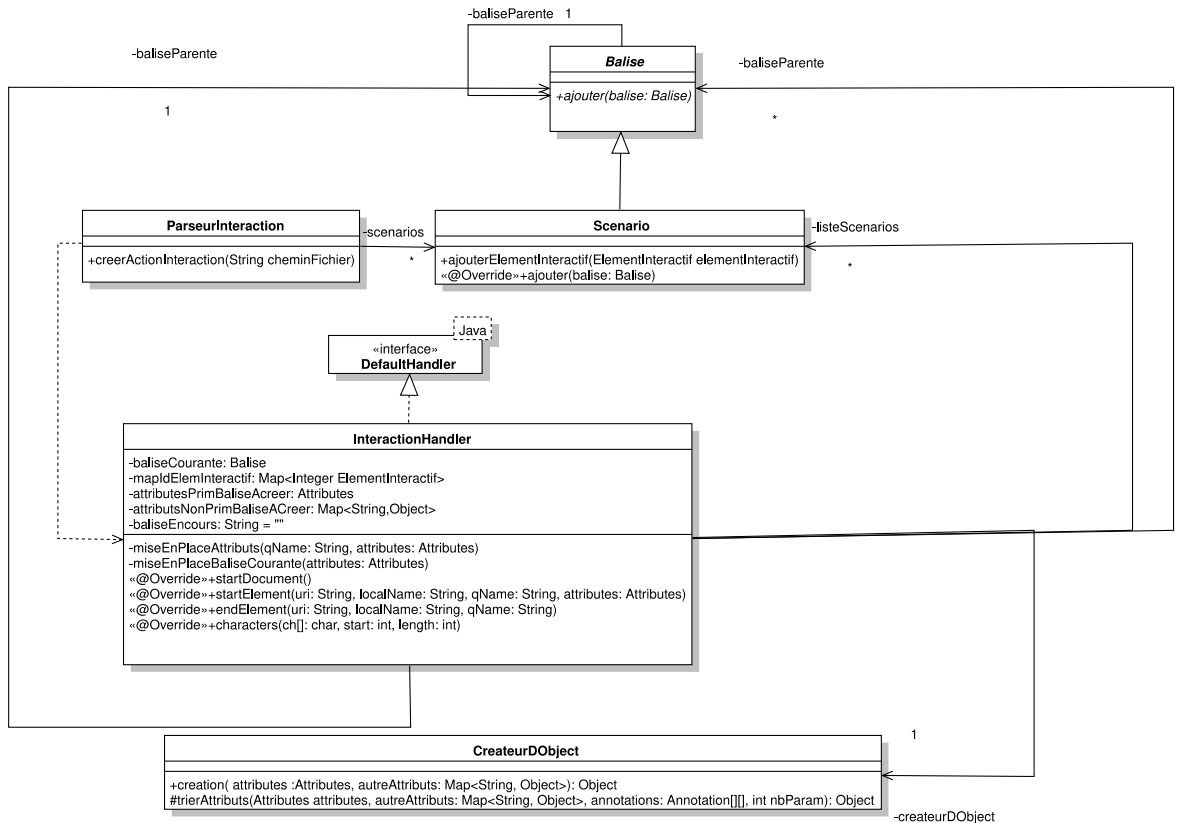 -baliseParente 1
-baliseParente
Balise
-baliseParente
+ajouter(balise: Balise)
1
*
ParseurInteraction
-scenarios
Scenario
-listeScenarios
+creerActionInteraction(String cheminFichier)
*
+ajouterElementInteractif(ElementInteractif elementInteractif)
«@Override»+ajouter(balise: Balise)
*
Java
«interface»
DefaultHandler
InteractionHandler
-baliseCourante: Balise
-mapIdElemInteractif: Map<Integer ElementInteractif>
-attributesPrimBaliseAcreer: Attributes
-attributsNonPrimBaliseACreer: Map<String,Object>
-baliseEncours: String = ""
-miseEnPlaceAttributs(qName: String, attributes: Attributes)
-miseEnPlaceBaliseCourante(attributes: Attributes)
«@Override»+startDocument()
«@Override»+startElement(uri: String, localName: String, qName: String, attributes: Attributes)
«@Override»+endElement(uri: String, localName: String, qName: String)
«@Override»+characters(ch[]: char, start: int, length: int)
1
CreateurDObject
+creation( attributes :Attributes, autreAttributs: Map<String, Object>): Object
#trierAttributs(Attributes attributes, autreAttributs: Map<String, Object>, annotations: Annotation[][], int nbParam): Object
-createurDObject